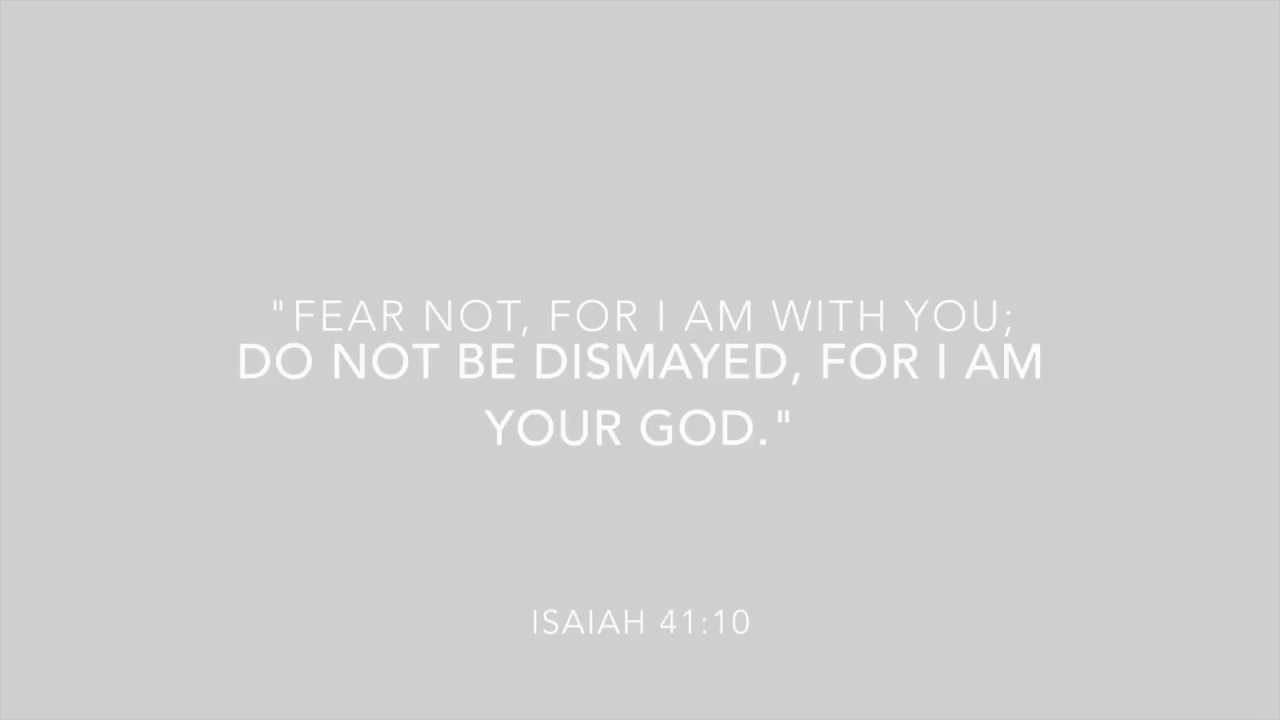 "FEAR NOT, FOR I AM WITH YOU;
DO NOT BE DISMAYED, FOR I AM
YOUR GOD."
ISAIAH 41:10